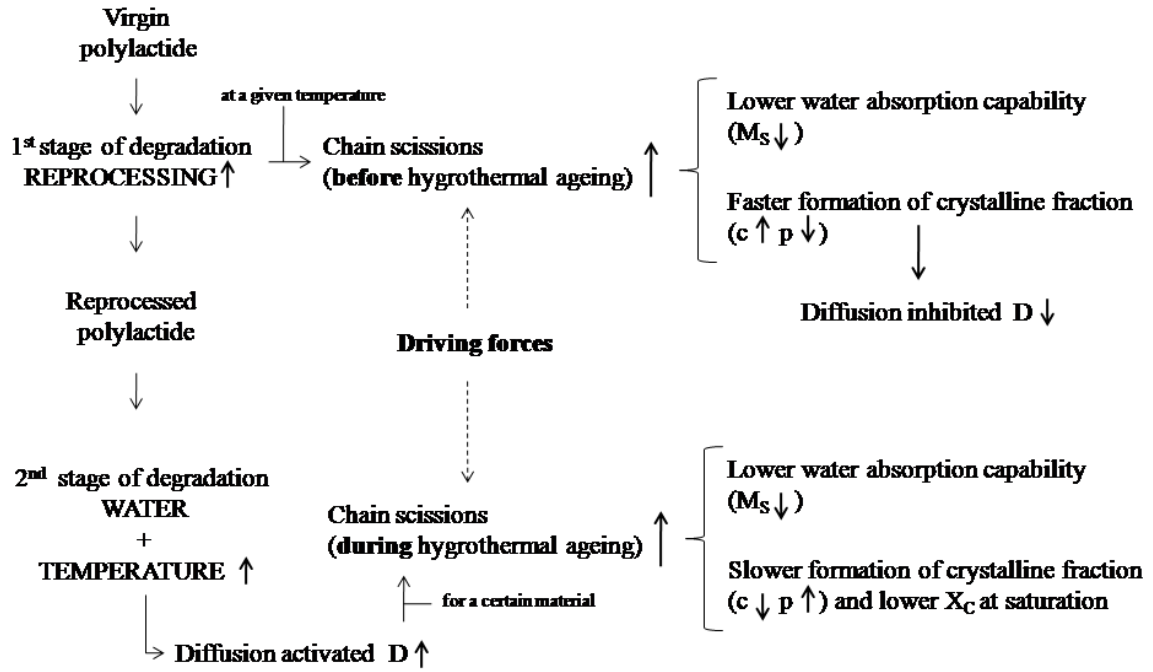 Virgin
polylactide
at a given temperature
1st stage of degradation
REPROCESSING ↑
Chain scissions
(before hygrothermal ageing) ↑
Lower water absorption capability
(MS ↓)
Faster formation of crystalline fraction
(c ↑ p ↓)
Diffusion inhibited D ↓
Reprocessed
polylactide
Driving forces
2nd stage of degradation
WATER
+
TEMPERATURE ↑
Chain scissions
(during hygrothermal ageing) ↑
Lower water absorption capability
(MS ↓)
Slower formation of crystalline fraction
(c ↓ p ↑) and lower XC at saturation
for a certain material
Diffusion activated D ↑